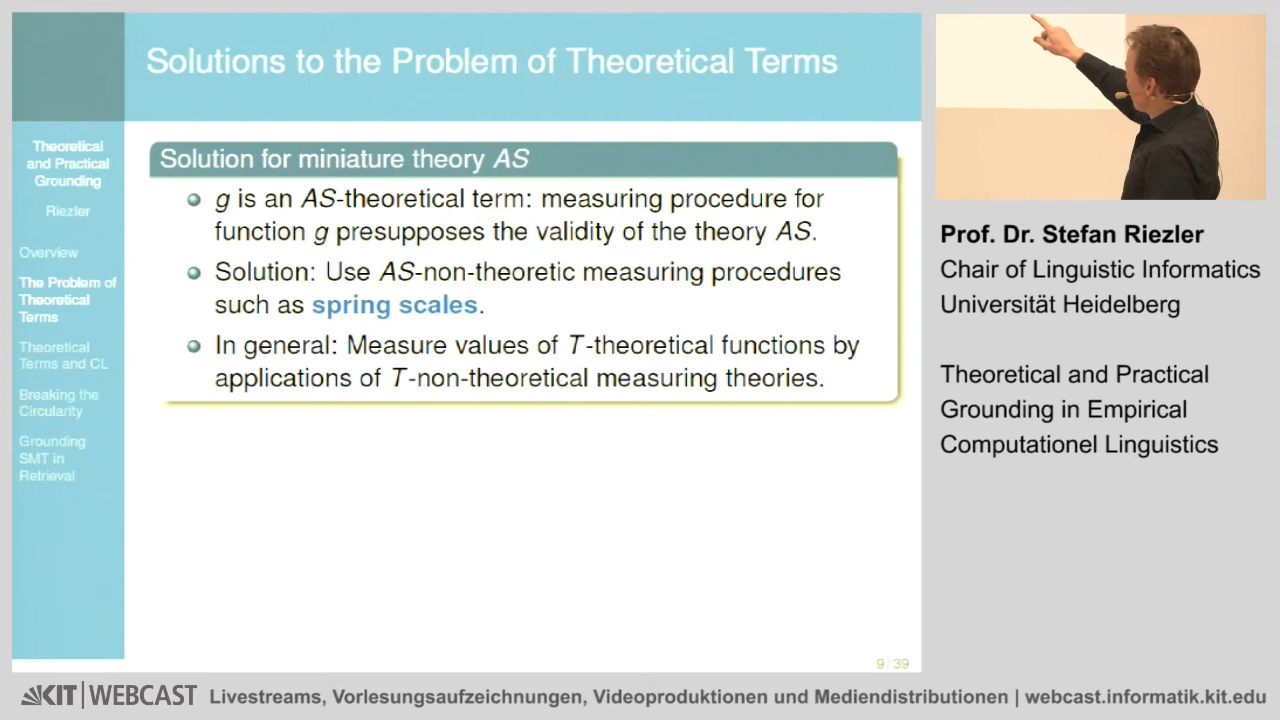 Solutions to the Problem of Theoretical Terms
Theoretical
and Practical
Grounding
Riezler
Overview
The Problem of
Theoretical
Terms
Theoretical
Terms and CL
Breaking the
Circularity
Grounding
SMT in
Retrieval
Solution for miniature theory AS
g is an AS-theoretical term: measuring procedure for
function g presupposes the validity of the theory AS.
Solution: Use AS-non-theoretic measuring procedures
such as spring scales.
In general: Measure values of T-theoretical functions by
applications of T-non-theoretical measuring theories.
9/39
Prof. Dr. Stefan Riezler
Chair of Linguistic Informatics
Universität Heidelberg
Theoretical and Practical
Grounding in Empirical
Computationel Linguistics
KIT|WEBCAST Livestreams, Vorlesungsaufzeichnungen, Videoproduktionen und Mediendistributionen | webcast.informatik.kit.edu